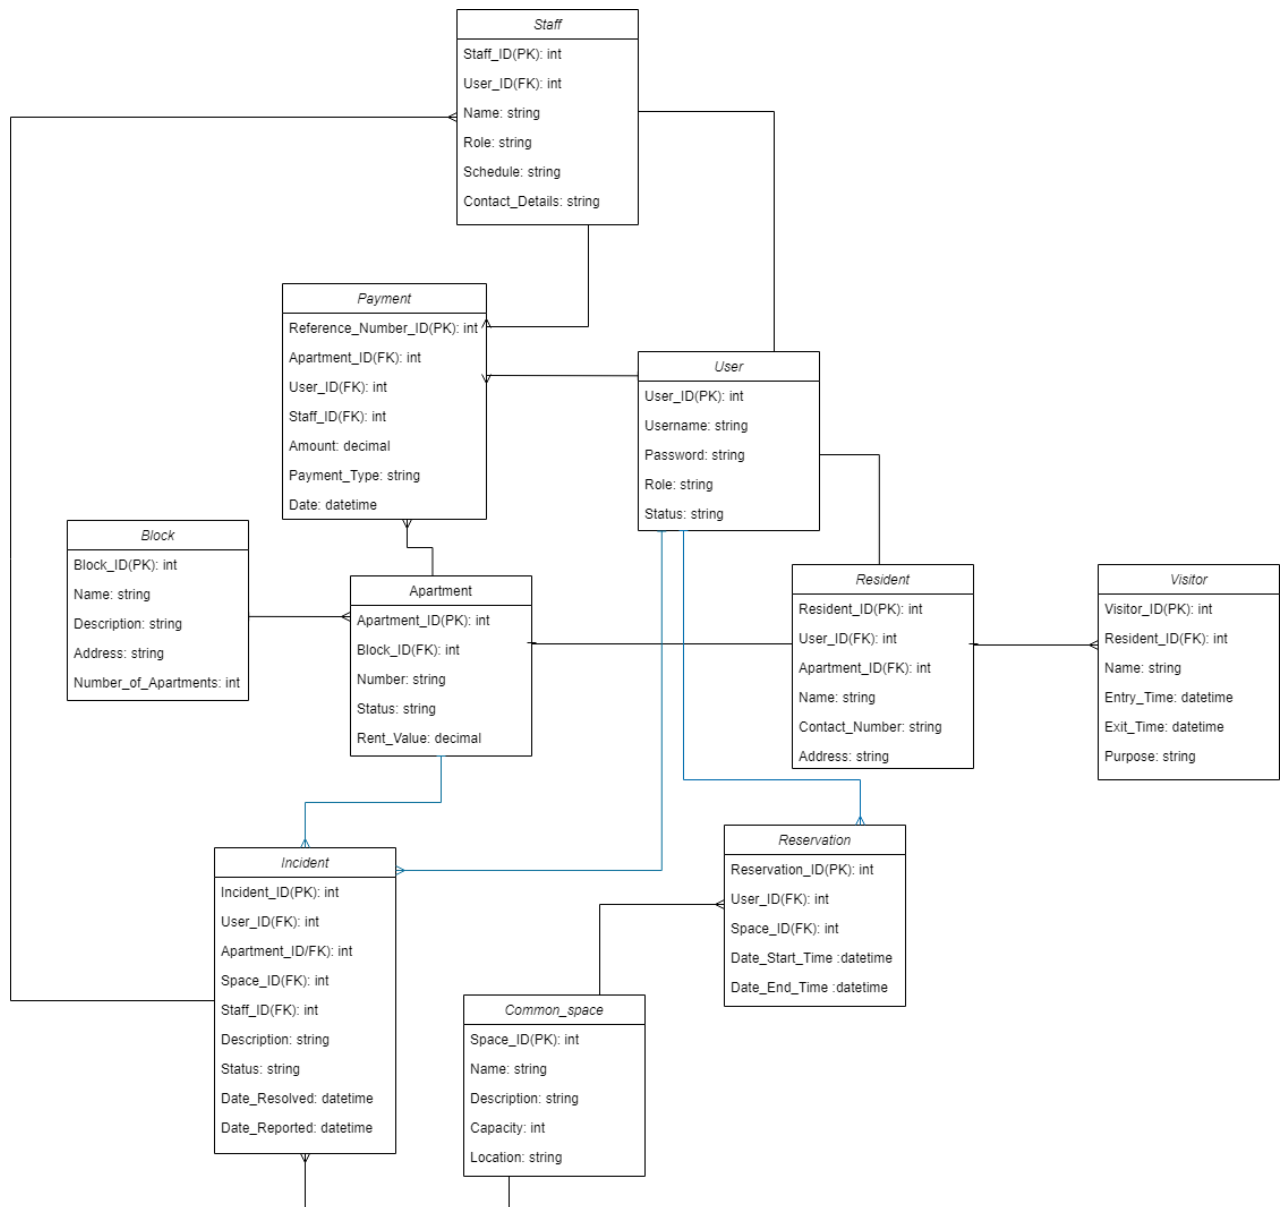 Staff
Staff_ID(PK): int
User_ID(FK): int
Name: string
Role: string
Schedule: string
Contact_Details: string
Payment
Reference_Number_ID(PK): int
Apartment_ID(FK): int
User_ID(FK): int
Staff_ID(FK): int
Amount: decimal
Payment_Type: string
Date: datetime
User
User_ID(PK): int
Username: string
Password: string
Role: string
Status: string
Block
Block_ID(PK): int
Name: string
Description: string
Address: string
Number_of_Apartments: int
Apartment
Apartment_ID(PK): int
Block_ID(FK): int
Number: string
Status: string
Rent_Value: decimal
Resident
Resident_ID(PK): int
User_ID(FK): int
Apartment_ID(FK): int
Name: string
Contact_Number: string
Address: string
Visitor
Visitor_ID(PK): int
Resident_ID(FK): int
Name: string
Entry_Time: datetime
Exit_Time: datetime
Purpose: string
Incident
Incident_ID(PK): int
User_ID(FK): int
Apartment_ID/FK): int
Space_ID(FK): int
Staff_ID(FK): int
Description: string
Status: string
Date_Resolved: datetime
Date_Reported: datetime
Reservation
Reservation_ID(PK): int
User_ID(FK): int
Space_ID(FK): int
Date_Start_Time :datetime
Date_End_Time :datetime
Common_space
Space_ID(PK): int
Name: string
Description: string
Capacity: int
Location: string